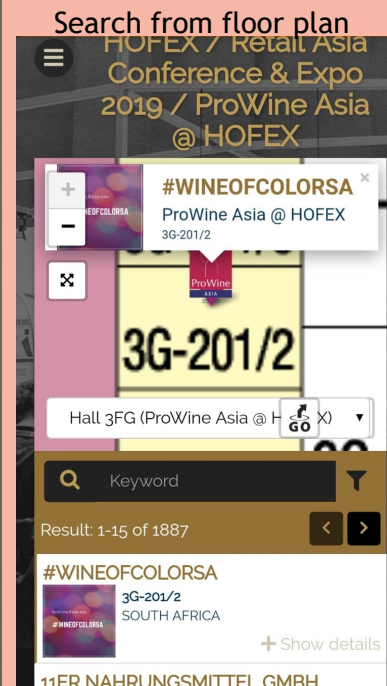 Search from floor plan
HOFEX / Retail Asia
Conference & Expo
2019 / ProWine Asia
@ HOFEX
#WINEOFCOLORSA
ProWine Asia @ HOFEX
3G-201/2
×
ProWine
ASIA
3G-201/2
Hall 3FG (ProWine Asia @ H X)
GO
Keyword
Result: 1-15 of 1887
#WINEOFCOLORSA
3G-201/2
SOUTH AFRICA
#WINEOFCOLORSA
Show details
11ER NAHRUNGSMITTEL GMBH